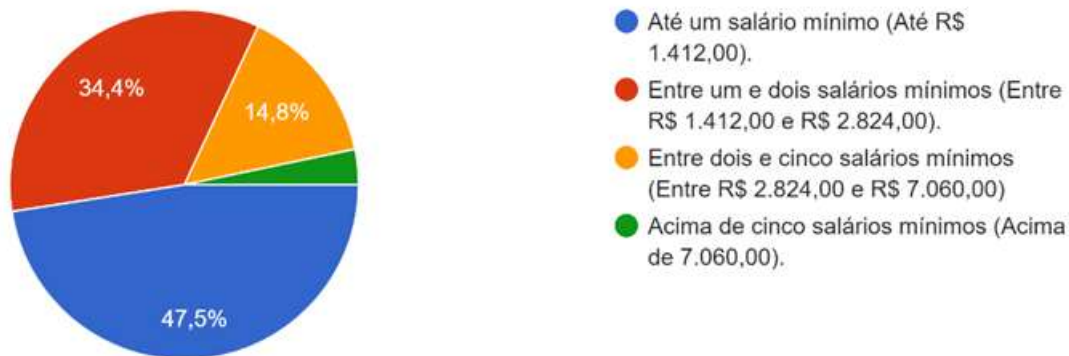 34,4%
14,8%
47,5%
Até um salário mínimo (Até R$
1.412,00).
Entre um e dois salários mínimos (Entre
R$ 1.412,00 e R$ 2.824,00).
Entre dois e cinco salários mínimos
(Entre R$ 2.824,00 e R$ 7.060,00)
Acima de cinco salários mínimos (Acima
de 7.060,00).